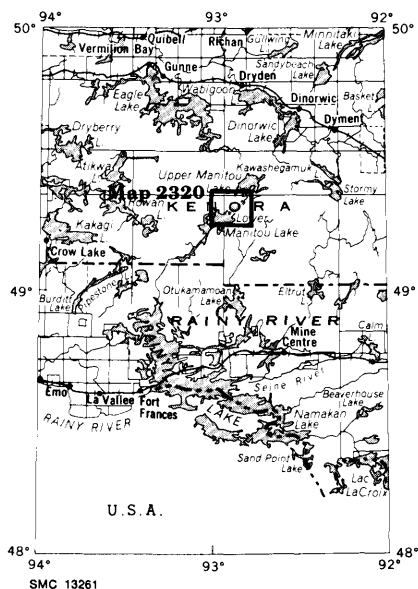 50° 94° 93° 92° 50°
Quibell
Vermilion Bay
Richan
Gullwing L.
Minnitaki Lake
Gunne
Sandybeach Lake
Eagle Lake
Wabigoon
Dryden
Dinorwic
Basket
Dryberry L.
Dinorwic Lake
Dymen
Atikwa L.
Upper Manitou Lake
Kawashegamuk L.
Map 2320
Stormy Lake
Rowan L.
KENORA
Kakagi L.
Lower Manitou Lake
Crow Lake
Otukamamoan Lake
Eltrut L.
49° 49°
Burditt Lake
Pipestone L.
RAINY RIVER
Calm L.
Mine Centre
RAINY
Seine River
Emo
La Vallee
Fort Frances
LAKE
Beaverhouse Lake
RAINY RIVER
Namakan Lake
Sand Point Lake
Lac LaCroix
U.S.A.
48° 48°
94° 93° 92°
SMC 13261